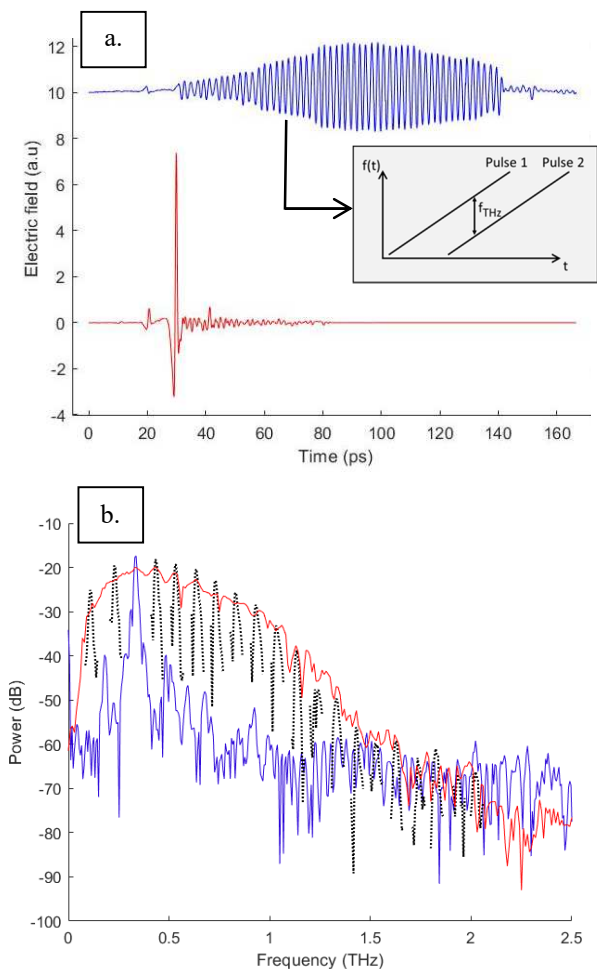 a.
12
10
8
6
4
2
0
-2
-4
Electric field (a.u)
0 20 40 60 80 100 120 140 160
Time (ps)
f(t)
Pulse 1 Pulse 2
fTHz
t
b.
-10
-20
-30
-40
-50
-60
-70
-80
-90
-100
Power (dB)
0 0.5 1 1.5 2 2.5
Frequency (THz)